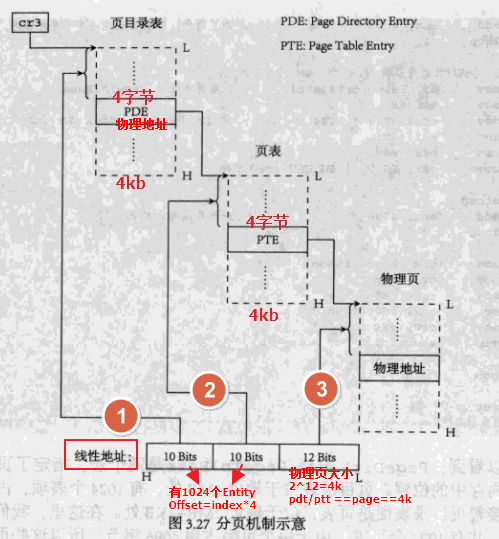 cr3
页目录表
PDE: Page Directory Entry
PTE: Page Table Entry
L
4字节
PDE
物理地址
页表
4kb
H
L
4字节
PTE
物理页
4kb
H
L
物理地址
1
2
3
H
线性地址:
10 Bits
10 Bits
12 Bits
H
L
有1024个Entity
Offset=index*4
物理页大小
2^12=4k
pdt/ptt ==page==4k
图 3.27 分页机制示意